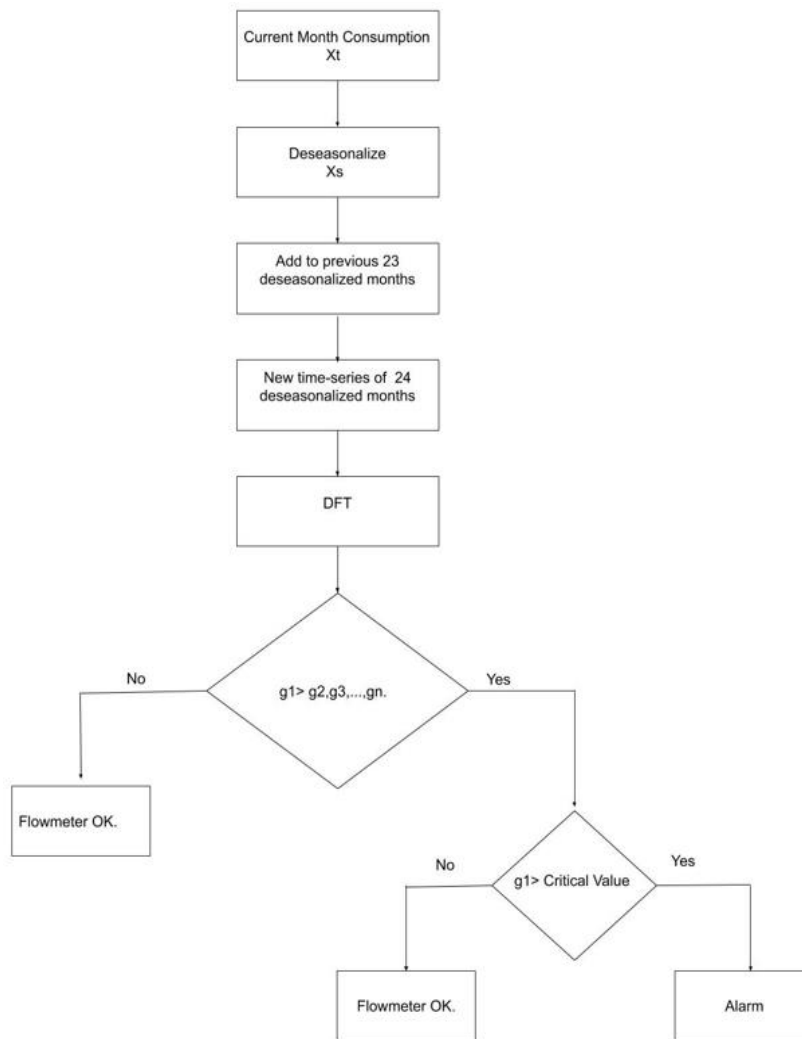 Current Month Consumption
Xt
Deseasonalize
Xs
Add to previous 23
deseasonalized months
New time-series of 24
deseasonalized months
DFT
No
g1> g2,g3,...,gn.
Yes
Flowmeter OK.
No
g1> Critical Value
Yes
Flowmeter OK.
Alarm